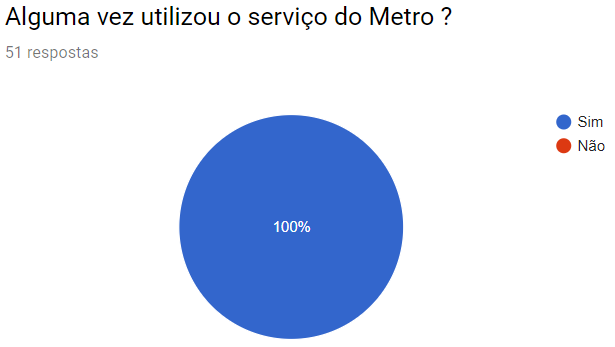 Alguma vez utilizou o serviço do Metro ?
51 respostas
Sim
Não
100%